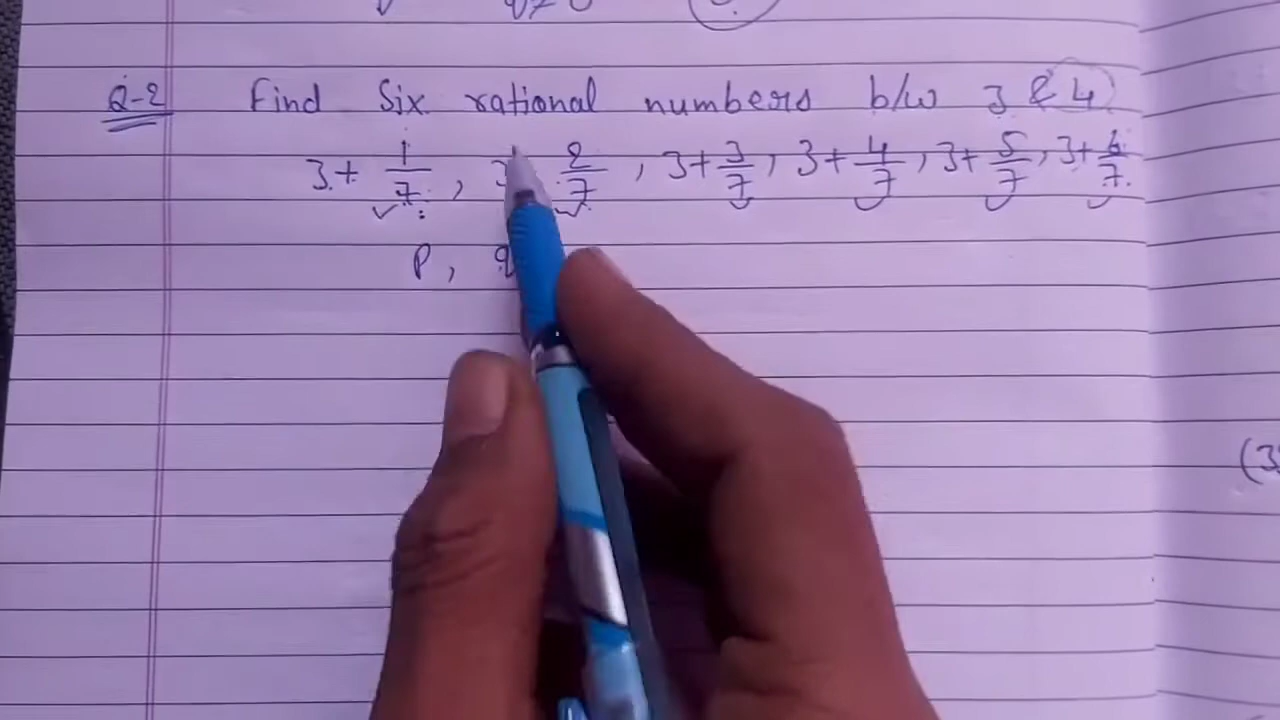 Q-2 Find Six rational numbers b/w 3 & 4
3+ 1/7, 3 2/7, 3+3/7, 3+4/7, 3+5/7, 3+6/7.
P, q
(3